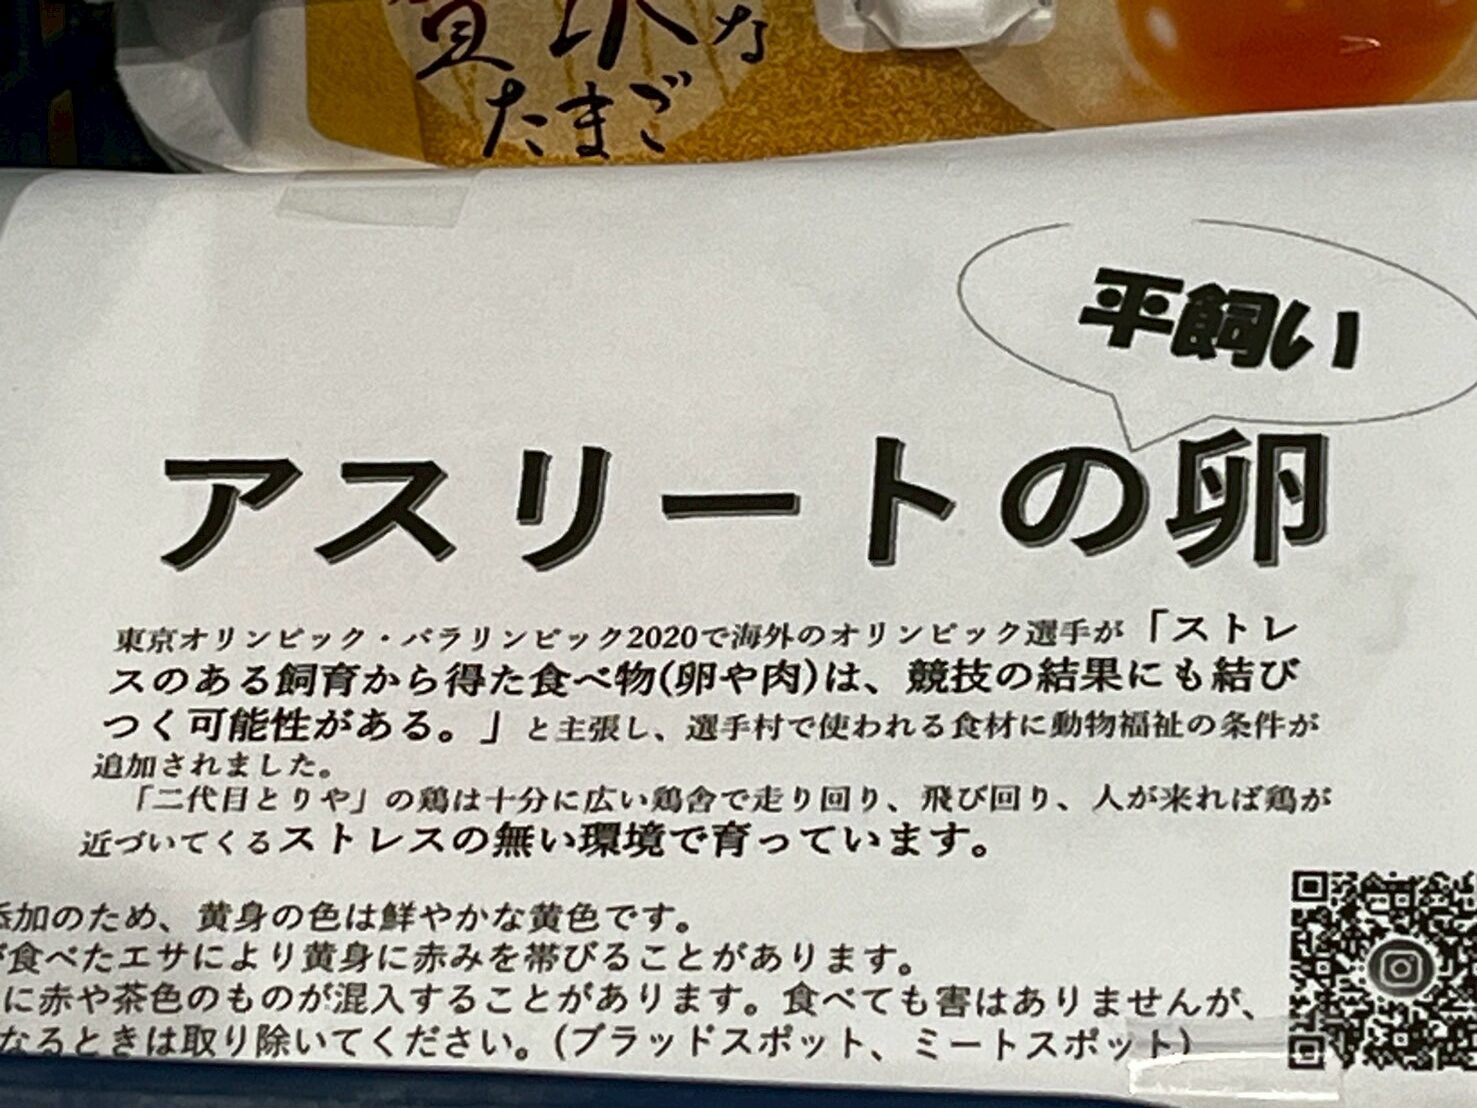 贅沢な
たまご
平飼い
アスリートの卵
東京オリンピック・パラリンピック2020で海外のオリンピック選手が「ストレ
スのある飼育から得た食べ物(卵や肉)は、競技の結果にも結び
つく可能性がある。」と主張し、選手村で使われる食材に動物福祉の条件が
追加されました。
「二代目とりや」の鶏は十分に広い鶏舎で走り回り、飛び回り、人が来れば鶏が
近づいてくるストレスの無い環境で育っています。
添加のため、黄身の色は鮮やかな黄色です。
が食べたエサにより黄身に赤みを帯びることがあります。
に赤や茶色のものが混入することがあります。食べても害はありませんが、
なるときは取り除いてください。(ブラッドスポット、ミートスポット)